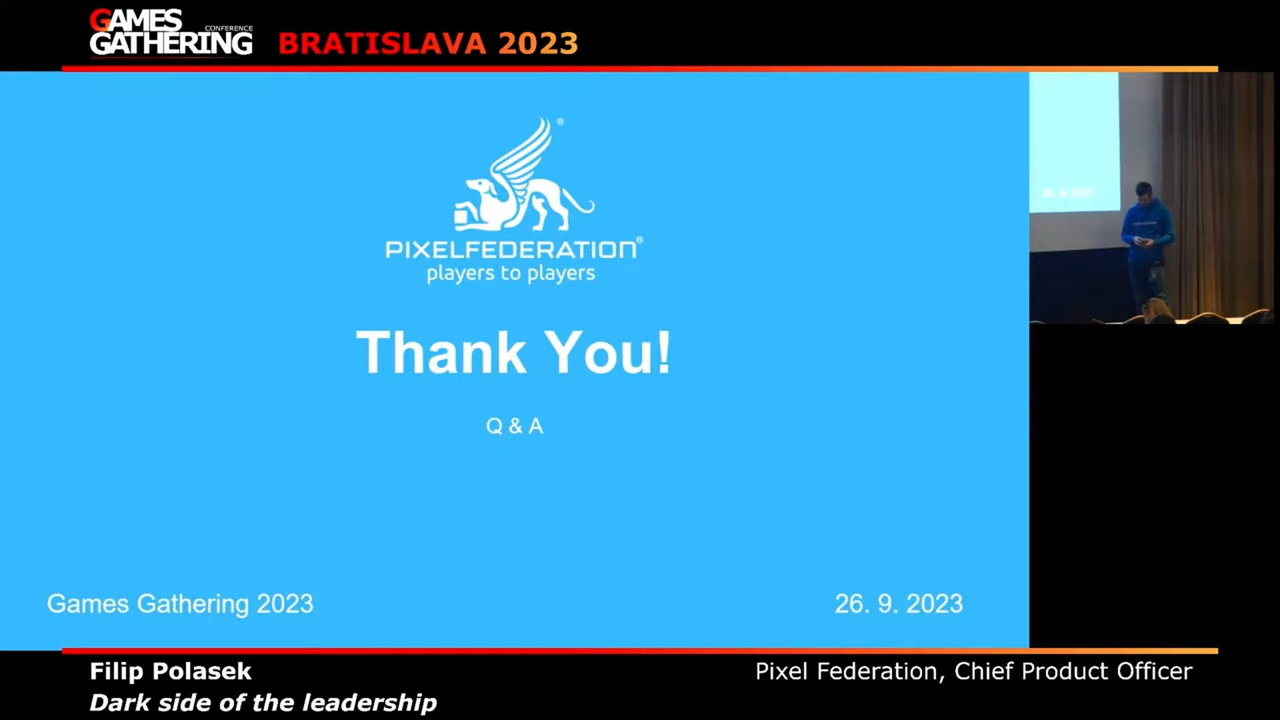 GAMES
CONFERENCE
GATHERING
BRATISLAVA 2023
PIXELFEDERATION®
players to players
Thank You!
Q & A
Games Gathering 2023
26. 9. 2023
Filip Polasek
Pixel Federation, Chief Product Officer
Dark side of the leadership